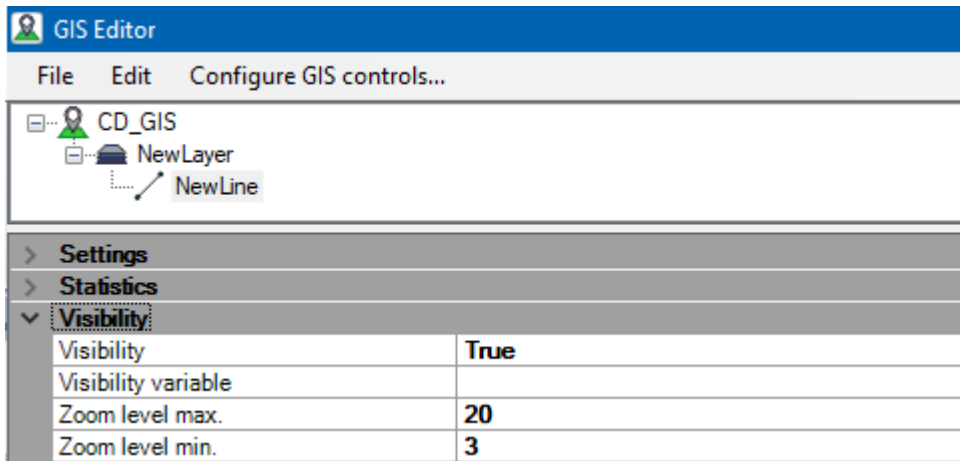 GIS Editor
File Edit Configure GIS controls...
CD_GIS
NewLayer
NewLine
Settings
Statistics
Visibility
Visibility True
Visibility variable
Zoom level max. 20
Zoom level min. 3